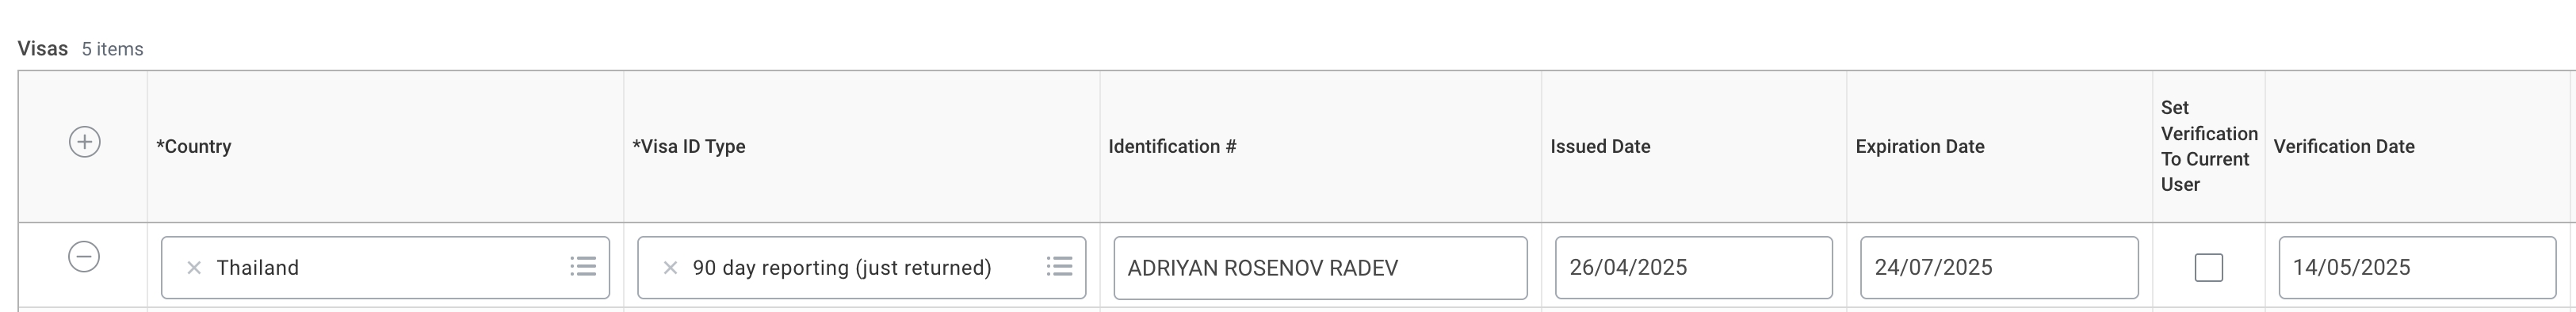 Visas 5 items
*Country *Visa ID Type Identification # Issued Date Expiration Date Set Verification To Current User Verification Date
Thailand 90 day reporting (just returned) ADRIYAN ROSENOV RADEV 26/04/2025 24/07/2025 14/05/2025